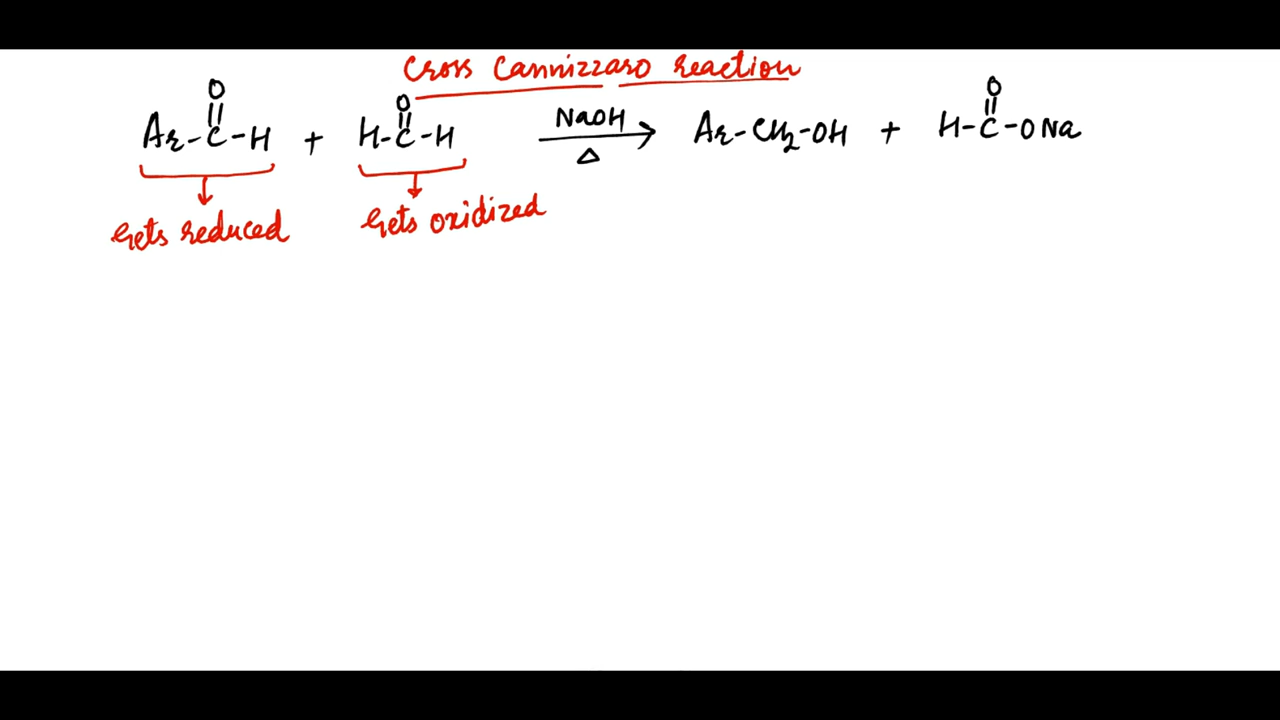 Cross Cannizzaro reaction
O O O
Ar-C-H + H-C-H NaOH Δ → Ar-CH2-OH + H-C-ONa
Gets reduced Gets oxidized